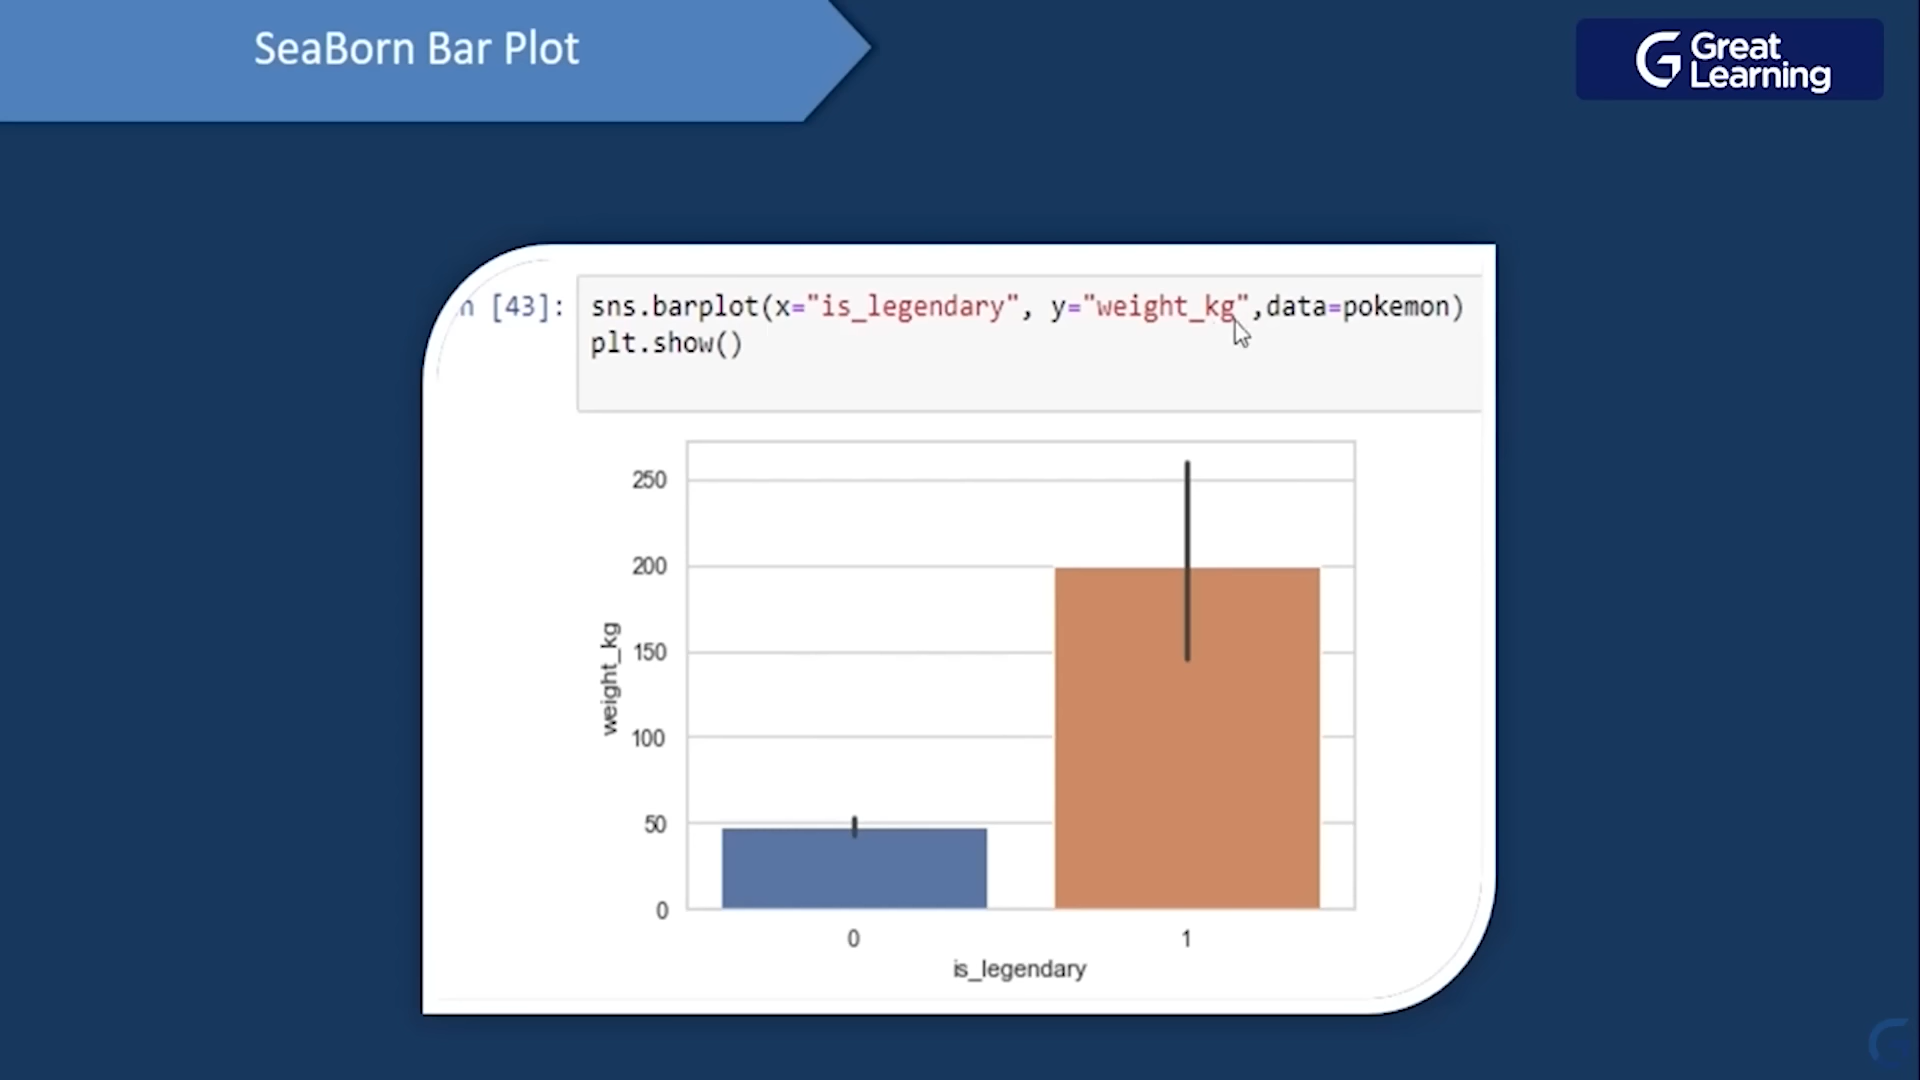 SeaBorn Bar Plot
Great
Learning
n [43]:
sns.barplot(x="is_legendary", y="weight_kg",data=pokemon)
plt.show()
250
200
150
100
50
0
weight_kg
0
1
is_legendary